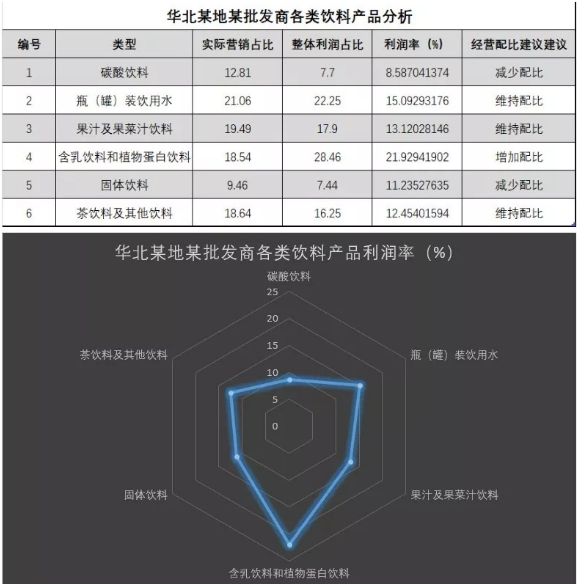 华北某地某批发商各类饮料产品分析
编号 类型 实际营销占比 整体利润占比 利润率（%） 经营配比建议建议
1 碳酸饮料 12.81 7.7 8.587041374 减少配比
2 瓶（罐）装饮用水 21.06 22.25 15.09293176 维持配比
3 果汁及果菜汁饮料 19.49 17.9 13.12028146 维持配比
4 含乳饮料和植物蛋白饮料 18.54 28.46 21.92941902 增加配比
5 固体饮料 9.46 7.44 11.23527635 减少配比
6 茶饮料及其他饮料 18.64 16.25 12.45401594 维持配比
华北某地某批发商各类饮料产品利润率（%）
碳酸饮料
25
20
15
10
5
0
茶饮料及其他饮料
瓶（罐）装饮用水
固体饮料
果汁及果菜汁饮料
含乳饮料和植物蛋白饮料